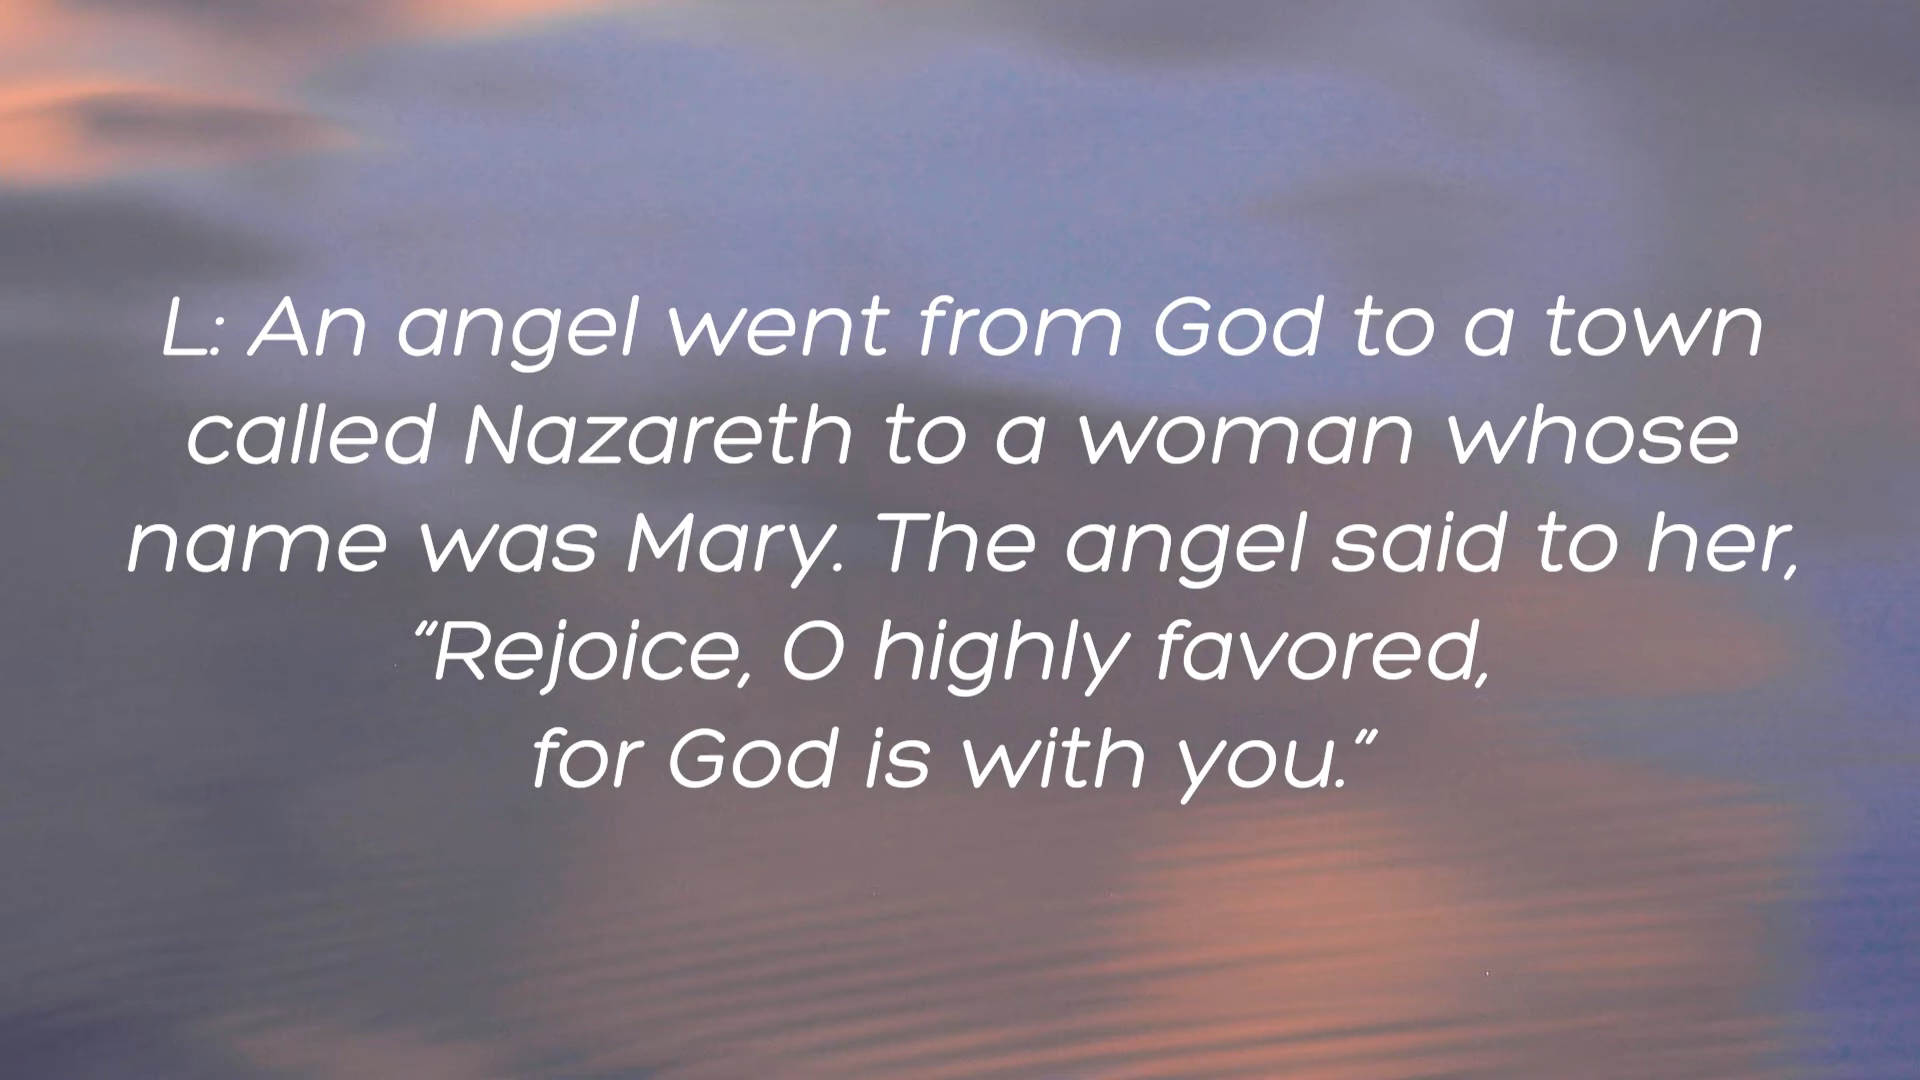 L: An angel went from God to a town
called Nazareth to a woman whose
name was Mary. The angel said to her,
“Rejoice, O highly favored,
for God is with you.”